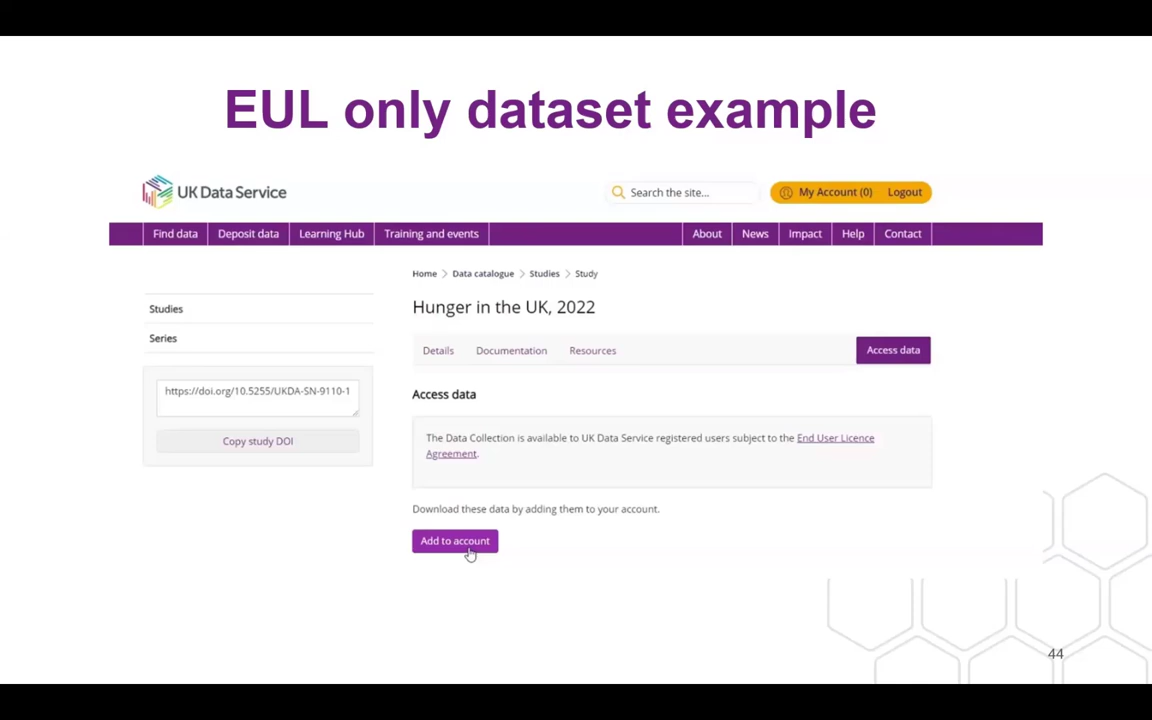 EUL only dataset example
UK Data Service
Search the site...
My Account (0) Logout
Find data Deposit data Learning Hub Training and events About News Impact Help Contact
Home Data catalogue Studies Study
Studies
Series
https://doi.org/10.5255/UKDA-SN-9110-1
Copy study DOI
Hunger in the UK, 2022
Details Documentation Resources Access data
Access data
The Data Collection is available to UK Data Service registered users subject to the End User Licence
Agreement.
Download these data by adding them to your account.
Add to account
44